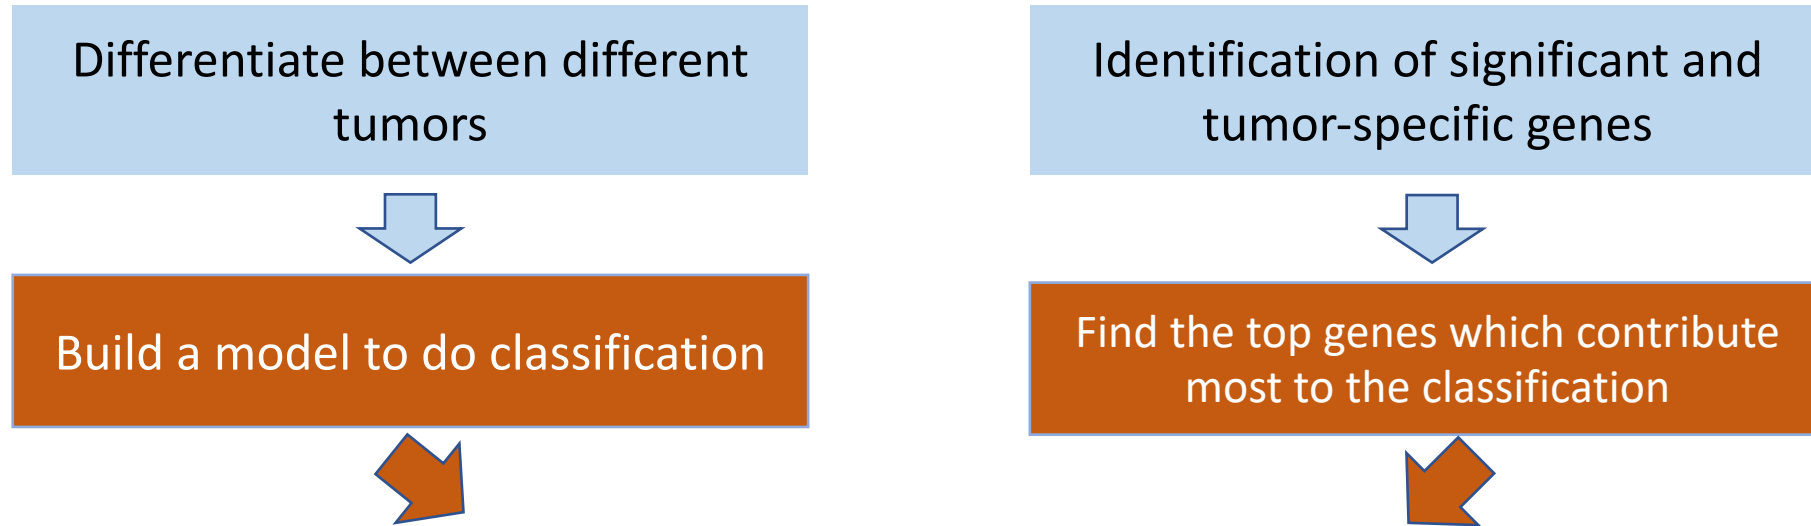 Differentiate between different
tumors
Identification of significant and
tumor-specific genes
Build a model to do classification
Find the top genes which contribute
most to the classification